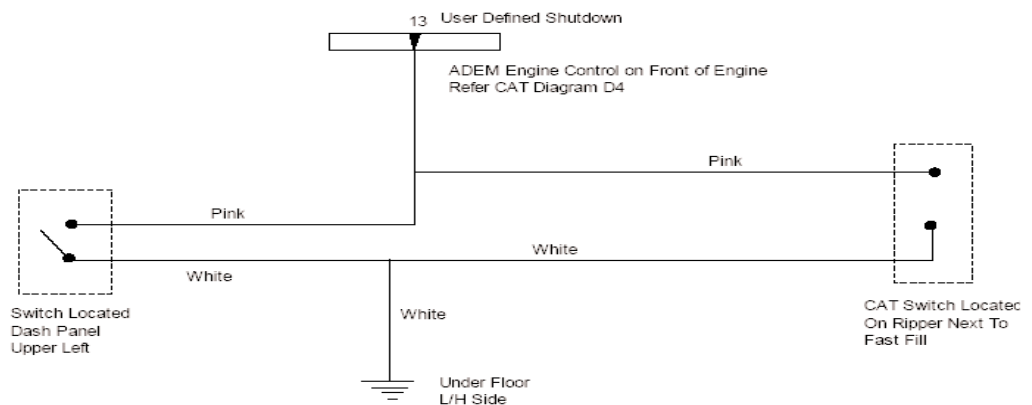 13 User Defined Shutdown
ADEM Engine Control on Front of Engine
Refer CAT Diagram D4
Pink
Pink
White
White
Switch Located
Dash Panel
Upper Left
White
CAT Switch Located
On Ripper Next To
Fast Fill
Under Floor
L/H Side